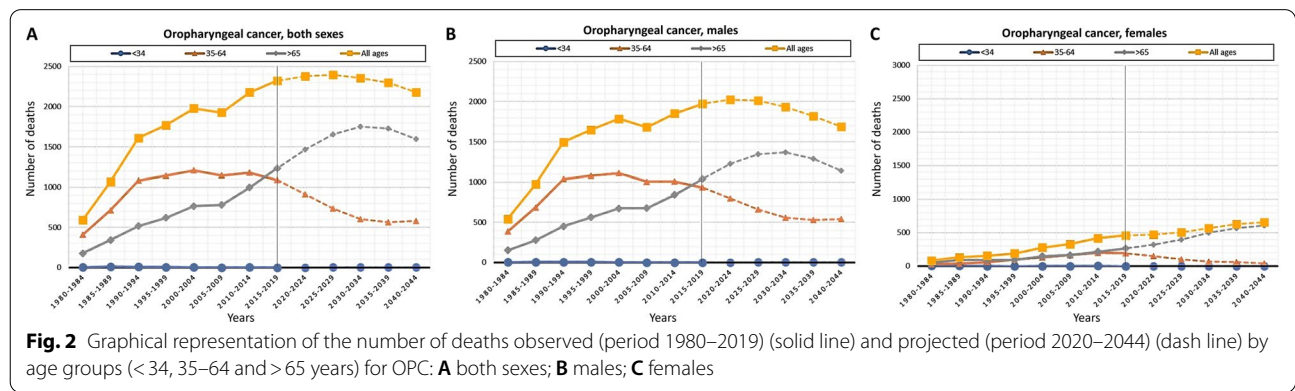 A
Oropharyngeal cancer, both sexes
<34 35-64 >65 All ages
Number of deaths
2500
2000
1500
1000
500
0
1980-1984 1985-1989 1990-1994 1995-1999 2000-2004 2005-2009 2010-2014 2015-2019 2020-2024 2025-2029 2030-2034 2035-2039 2040-2044
Years
B
Oropharyngeal cancer, males
<34 35-64 >65 All ages
Number of deaths
2500
2000
1500
1000
500
0
1980-1984 1985-1989 1990-1994 1995-1999 2000-2004 2005-2009 2010-2014 2015-2019 2020-2024 2025-2029 2030-2034 2035-2039 2040-2044
Years
C
Oropharyngeal cancer, females
<34 35-64 >65 All ages
Number of deaths
3000
2500
2000
1500
1000
500
0
1980-1984 1985-1989 1990-1994 1995-1999 2000-2004 2005-2009 2010-2014 2015-2019 2020-2024 2025-2029 2030-2034 2035-2039 2040-2044
Years
Fig. 2 Graphical representation of the number of deaths observed (period 1980–2019) (solid line) and projected (period 2020–2044) (dash line) by
age groups (< 34, 35–64 and > 65 years) for OPC: A both sexes; B males; C females